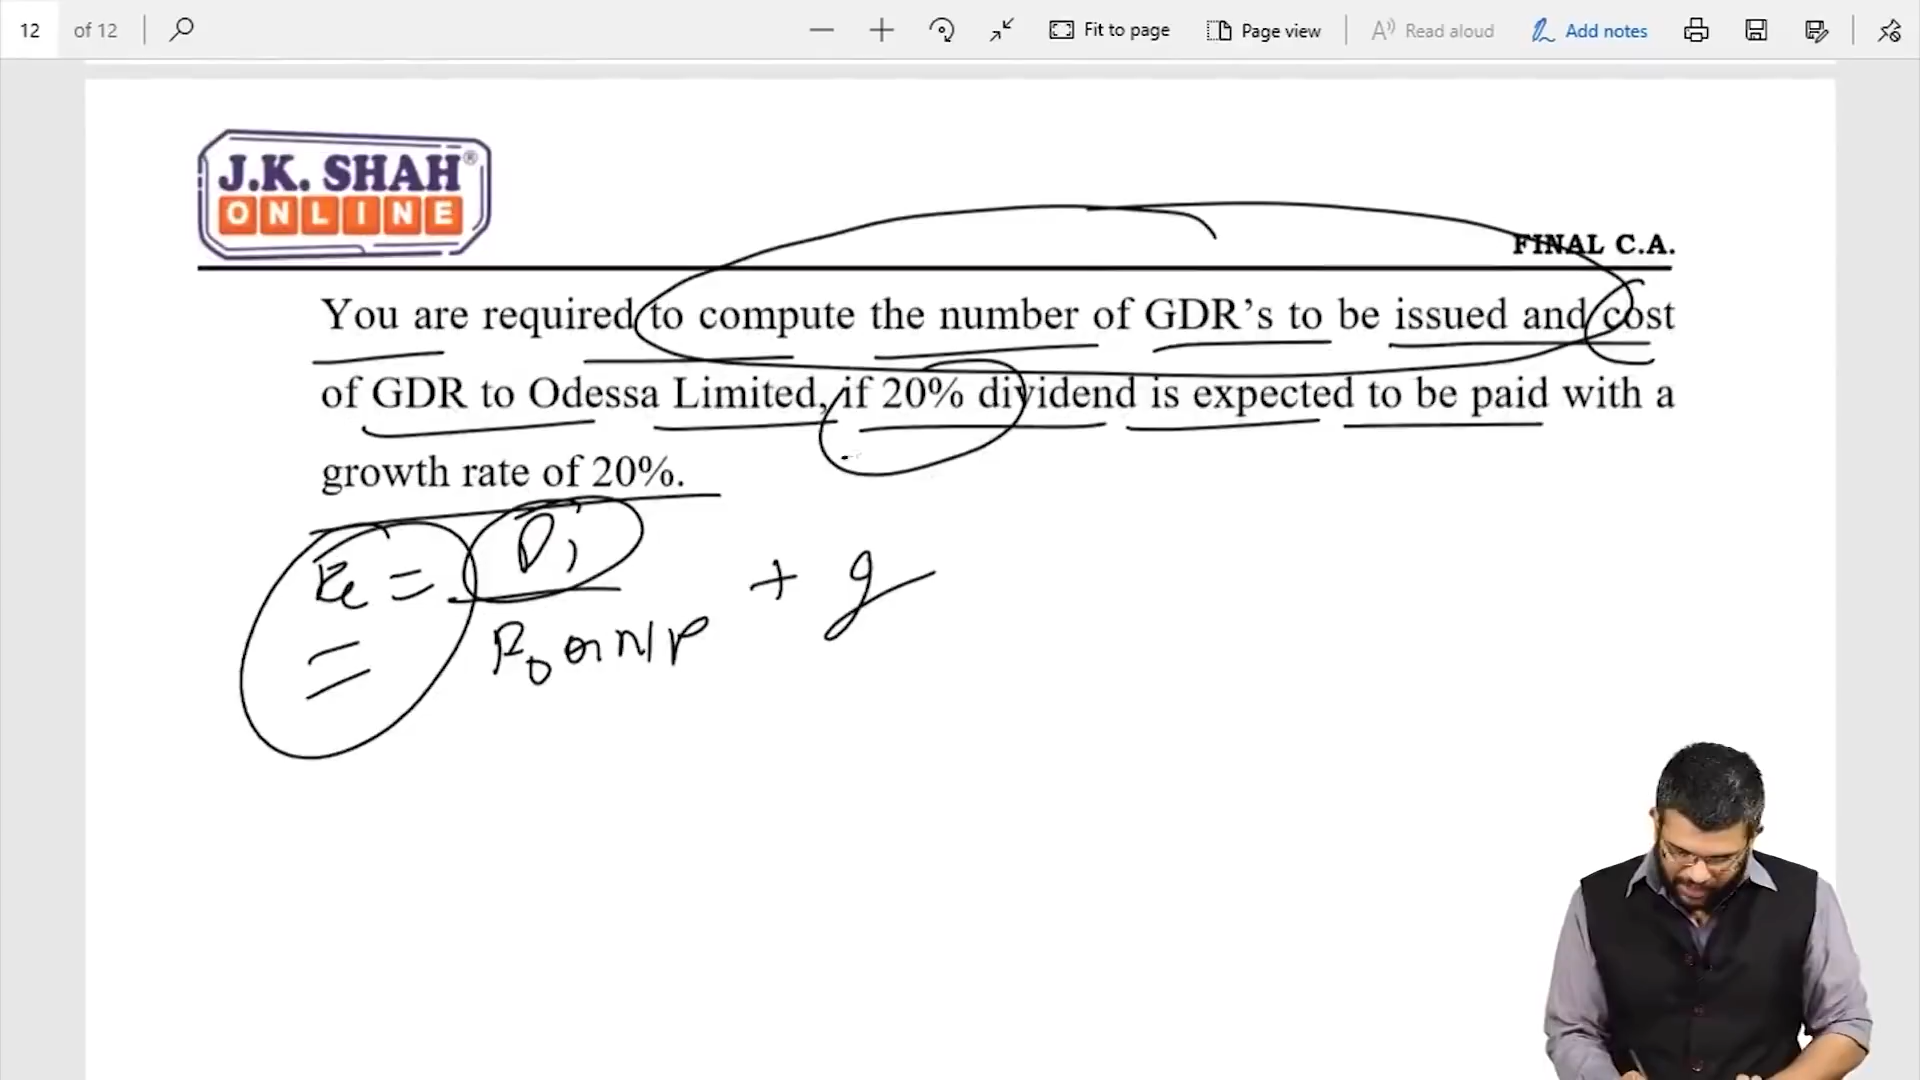 12 of 12 Fit to page Page view Read aloud Add notes
J.K. SHAH®
ONLINE
FINAL C.A.
You are required to compute the number of GDR's to be issued and cost
of GDR to Odessa Limited, if 20% dividend is expected to be paid with a
growth rate of 20%.
Ke = D1
P0 or n/p + g
=